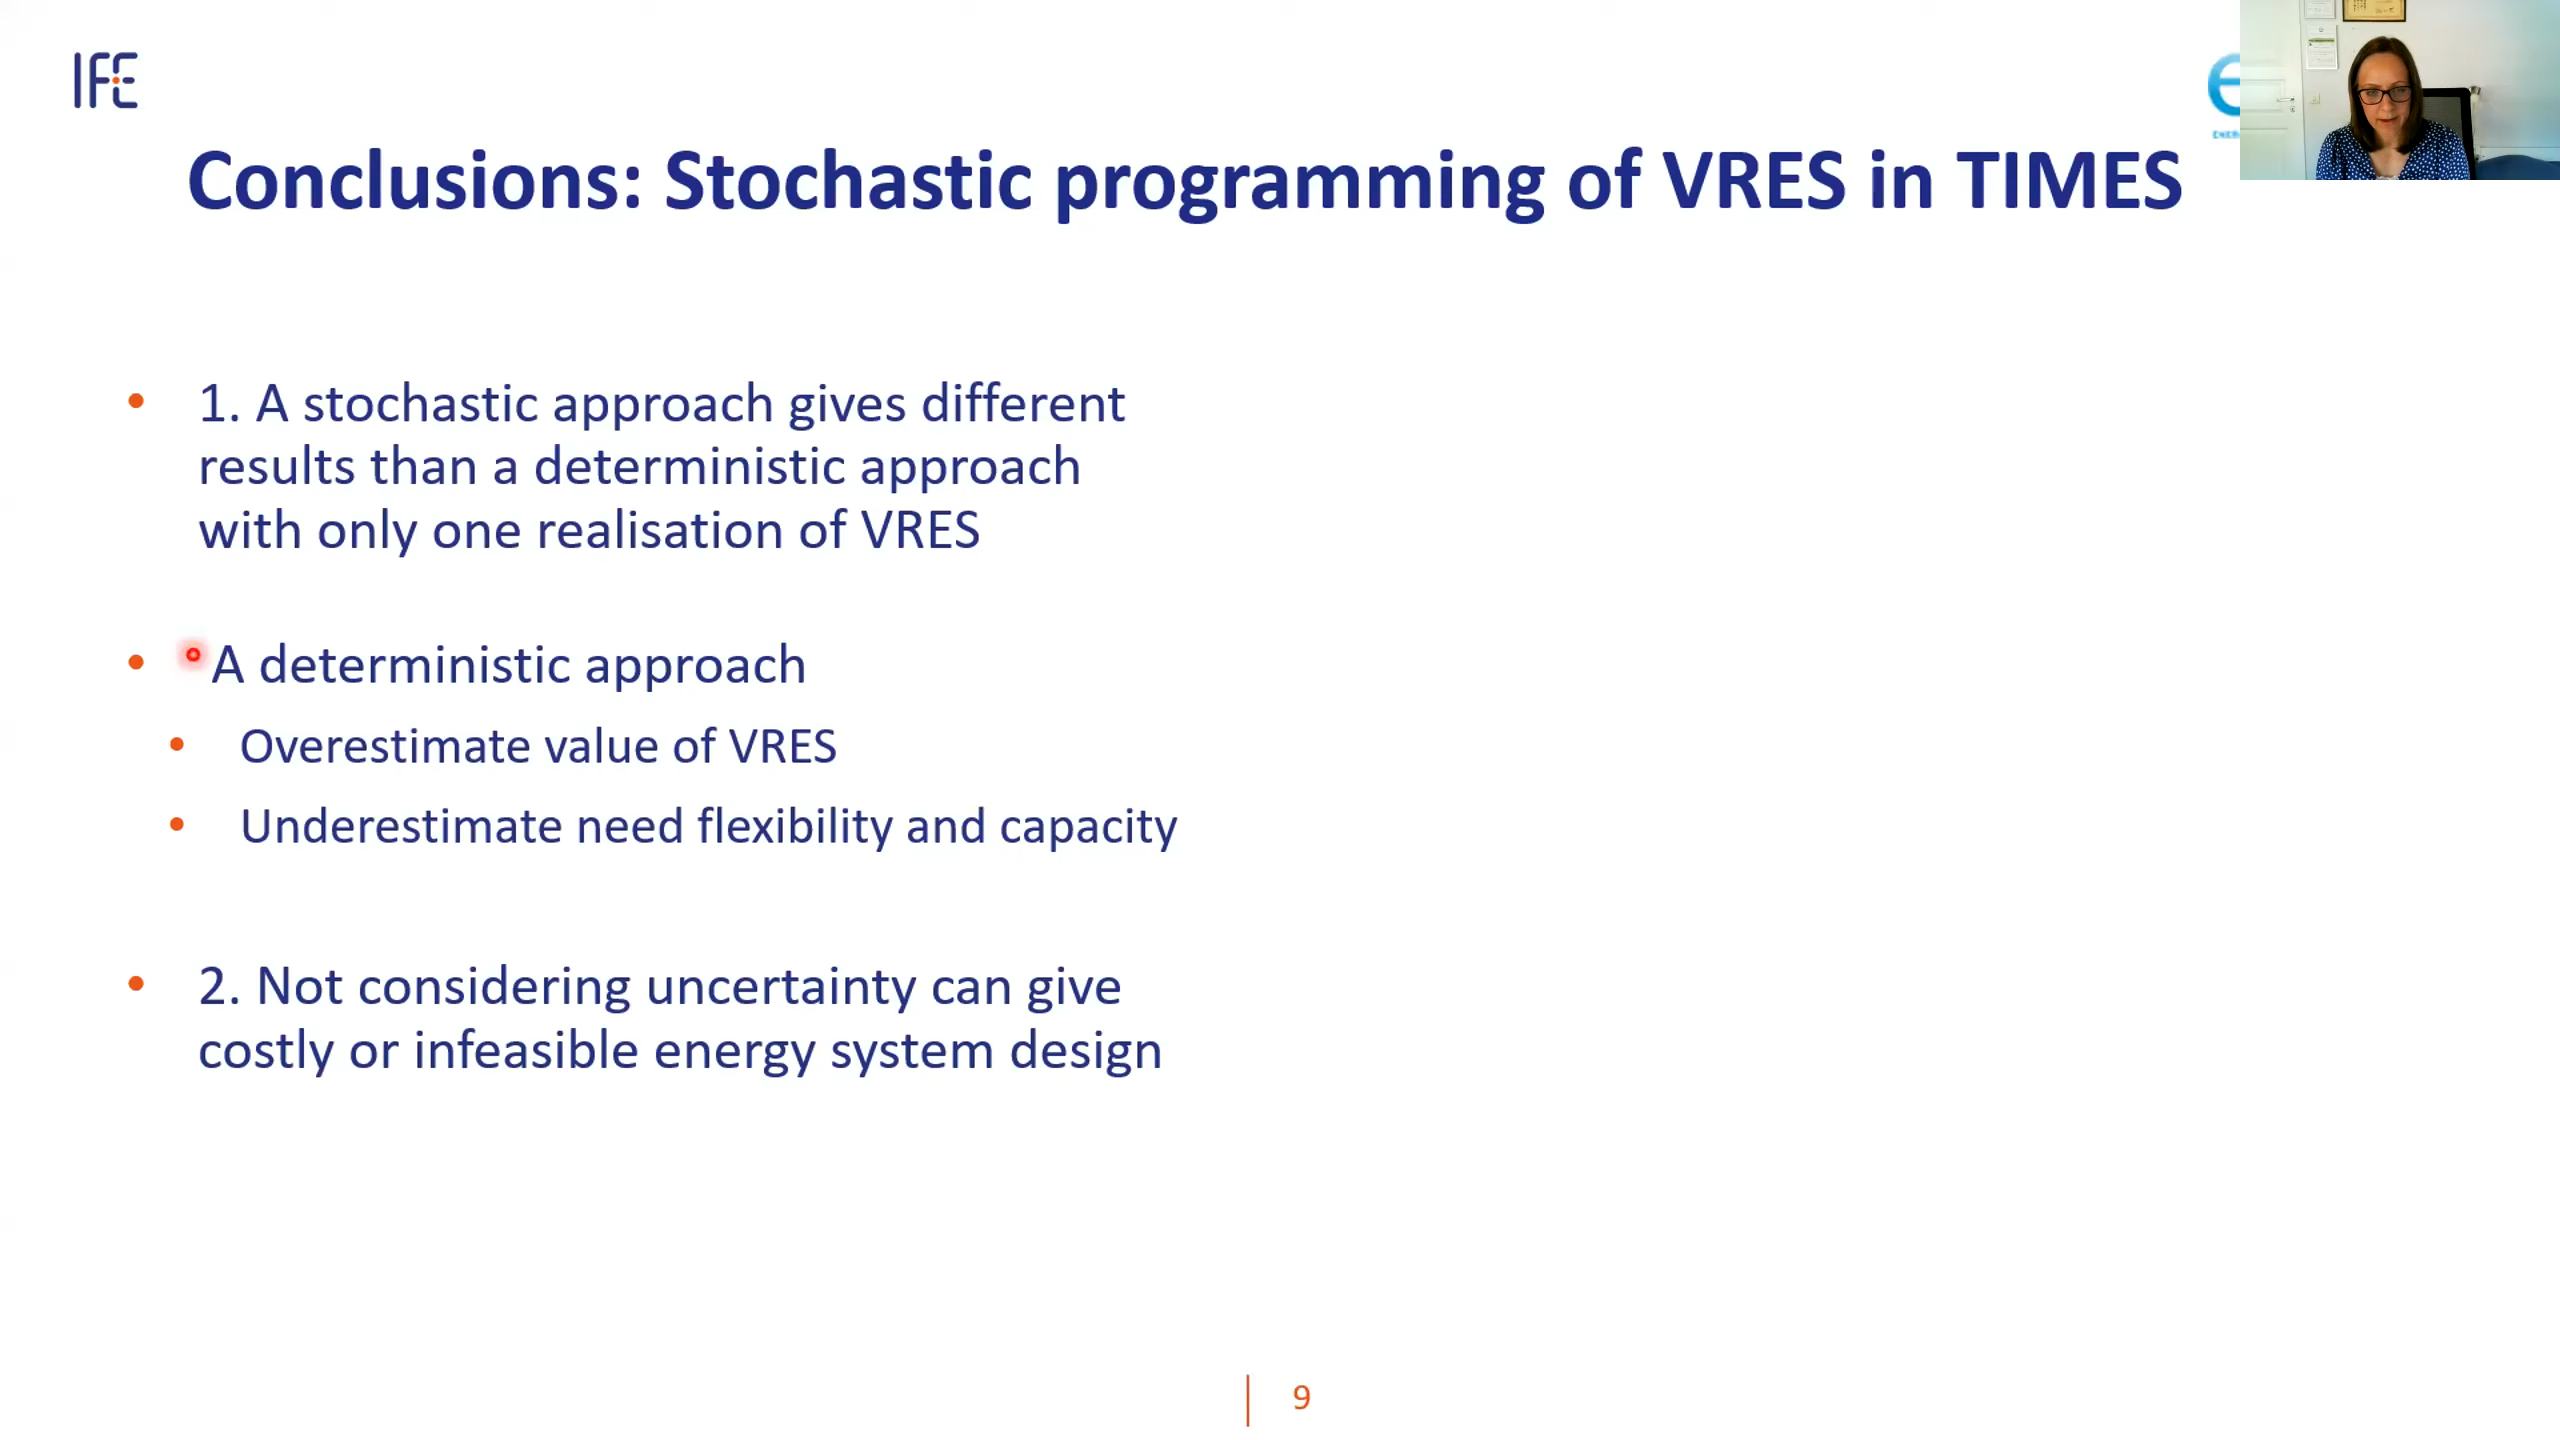 IFE
Conclusions: Stochastic programming of VRES in TIMES
• 1. A stochastic approach gives different
results than a deterministic approach
with only one realisation of VRES
• A deterministic approach
• Overestimate value of VRES
• Underestimate need flexibility and capacity
• 2. Not considering uncertainty can give
costly or infeasible energy system design
9